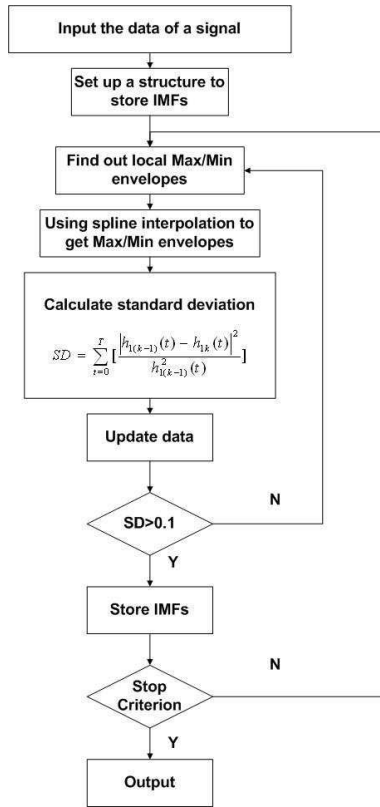 Input the data of a signal
Set up a structure to
store IMFs
Find out local Max/Min
envelopes
Using spline interpolation to
get Max/Min envelopes
Calculate standard deviation
SD = \sum_{t=0}^{T} [ \frac{|h_{1(k-1)}(t) - h_{1k}(t)|^2}{h_{1(k-1)}^2(t)} ]
Update data
N
SD>0.1
Y
Store IMFs
N
Stop
Criterion
Y
Output